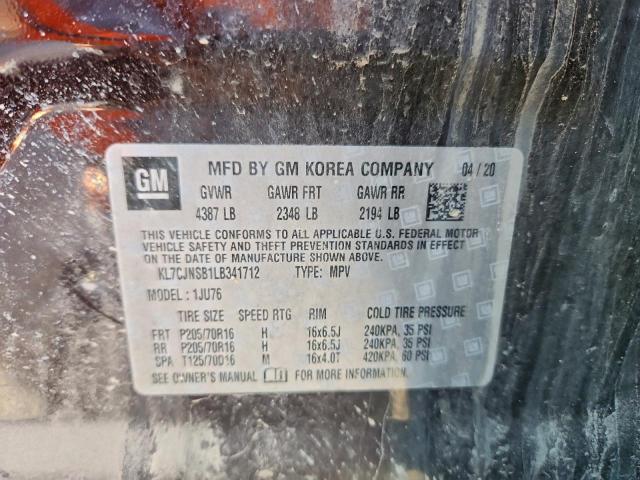 GM MFD BY GM KOREA COMPANY 04/20
GVWR GAWR FRT GAWR RR
4387 LB 2348 LB 2194 LB
THIS VEHICLE CONFORMS TO ALL APPLICABLE U.S. FEDERAL MOTOR
VEHICLE SAFETY AND THEFT PREVENTION STANDARDS IN EFFECT ON
THE DATE OF MANUFACTURE SHOWN ABOVE.
KL7CJNSB1LB341712 TYPE: MPV
MODEL: 1JU76
TIRE SIZE SPEED RTG RIM COLD TIRE PRESSURE
FRT P205/70R16 H 16x6.5J 240KPA, 35 PSI
RR P205/70R16 H 16x6.5J 240KPA, 35 PSI
SPA T125/70D16 M 16x4.0T 420KPA, 60 PSI
SEE OWNER'S MANUAL FOR MORE INFORMATION.